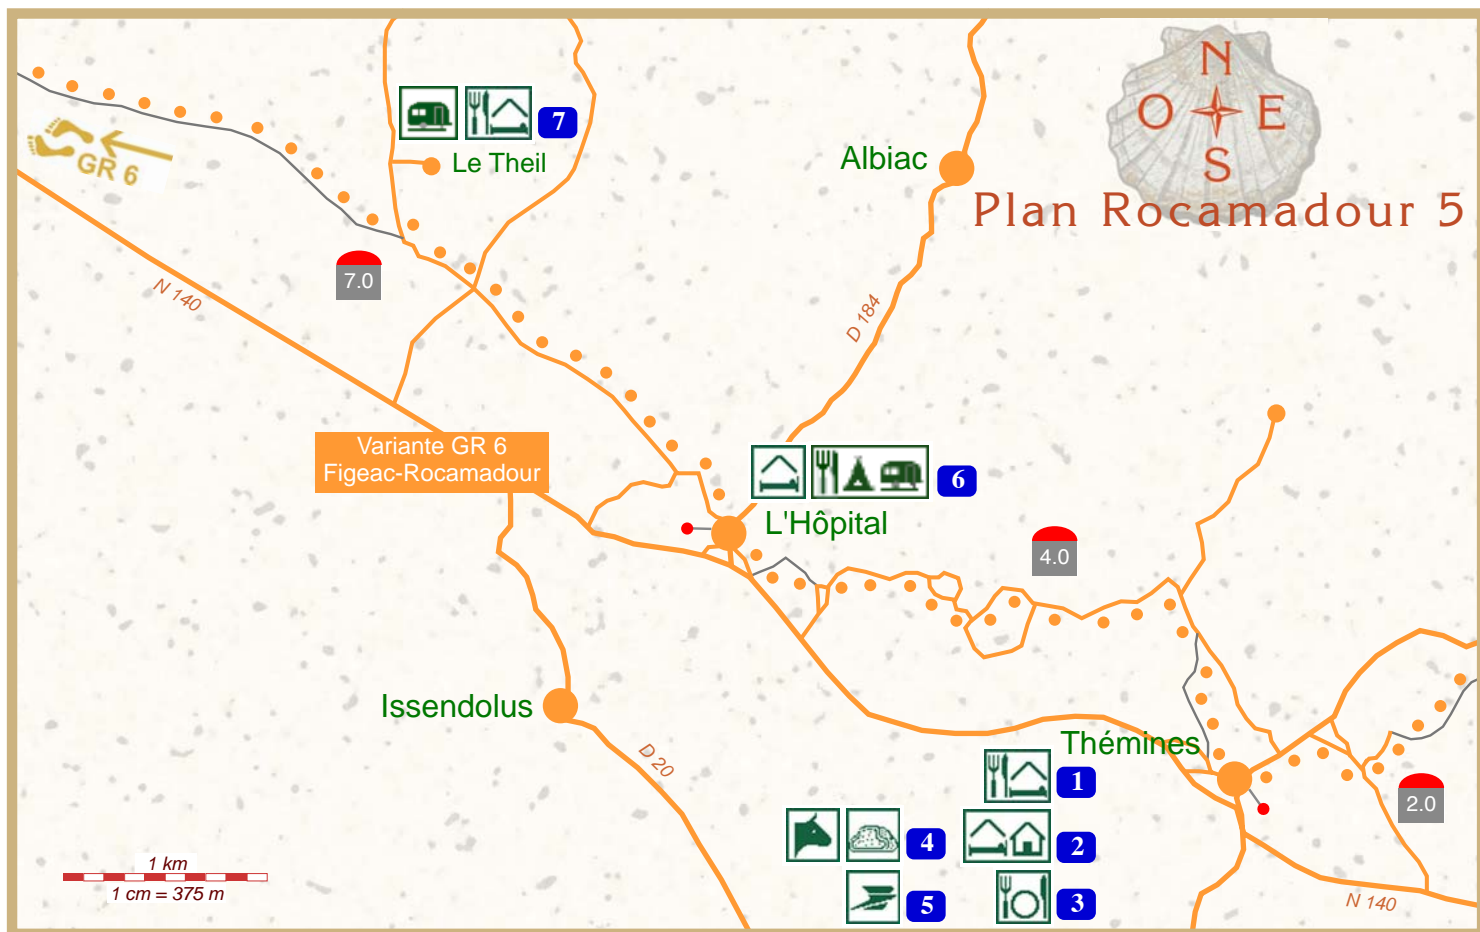 N
O E
S
Plan Rocamadour 5
GR 6
7
Le Theil
Albiac
7.0
N 140
D 184
Variante GR 6
Figeac-Rocamadour
6
L'Hôpital
4.0
Issendolus
D 20
Thémines
1
2.0
4
2
5
3
N 140
1 km
1 cm = 375 m